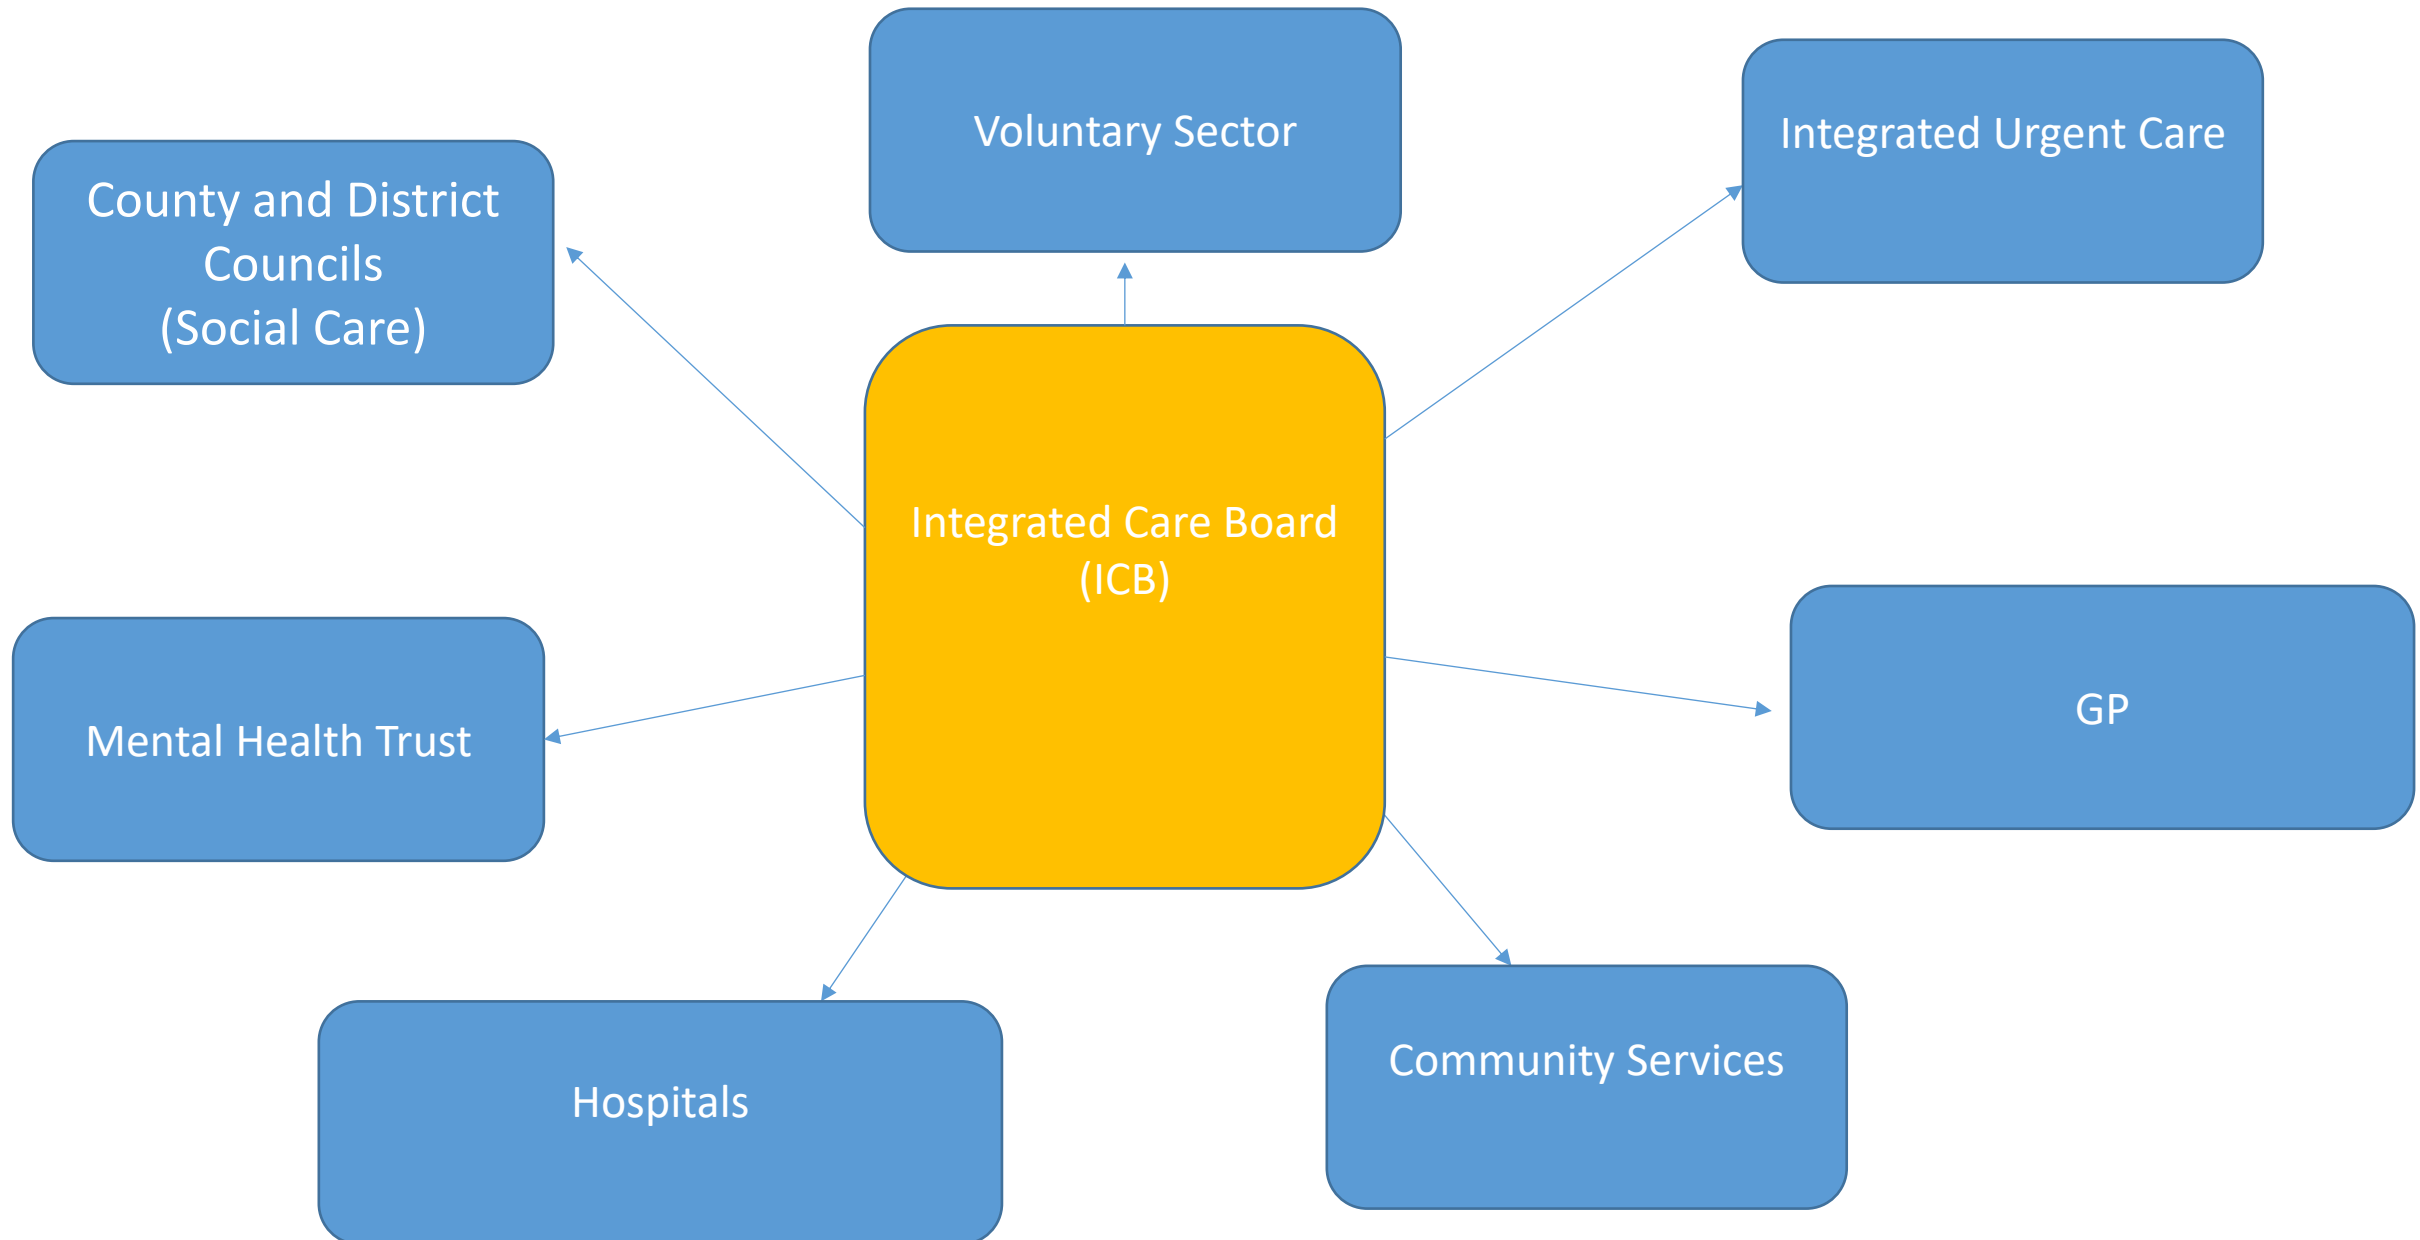 Voluntary Sector
Integrated Urgent Care
County and District
Councils
(Social Care)
Integrated Care Board
(ICB)
GP
Mental Health Trust
Community Services
Hospitals